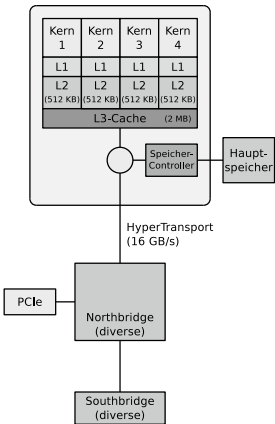 Kern Kern Kern Kern
1 2 3 4
L1 L1 L1 L1
L2 L2 L2 L2
(512 KB) (512 KB) (512 KB) (512 KB)
L3-Cache (2 MB)
Speicher-
Controller
Haupt-
speicher
HyperTransport
(16 GB/s)
PCIe
Northbridge
(diverse)
Southbridge
(diverse)